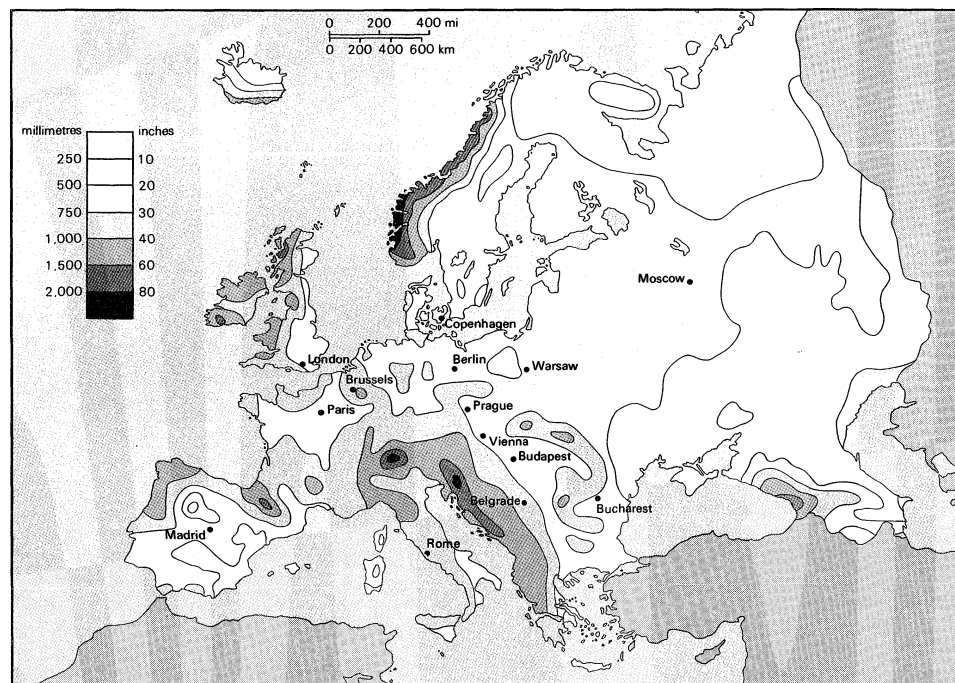 0 200 400 mi
0 200 400 600 km
millimetres inches
250 10
500 20
750 30
1,000 40
1,500 60
2,000 80
Moscow
Copenhagen
London
Berlin
Warsaw
Brussels
Paris
Prague
Vienna
Budapest
Belgrade
Bucharest
Madrid
Rome